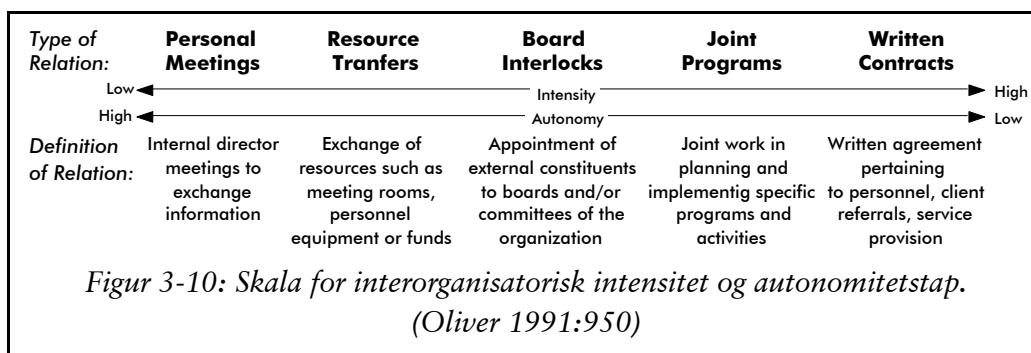 Type of Relation:
Personal Meetings
Resource Tranfers
Board Interlocks
Joint Programs
Written Contracts
Low Intensity High
High Autonomy Low
Definition of Relation:
Internal director
meetings to
exchange
information
Exchange of
resources such as
meeting rooms,
personnel
equipment or funds
Appointment of
external constituents
to boards and/or
committees of the
organization
Joint work in
planning and
implementig specific
programs and
activities
Written agreement
pertaining
to personnel, client
referrals, service
provision
Figur 3-10: Skala for interorganisatorisk intensitet og autonomitetstap.
(Oliver 1991:950)